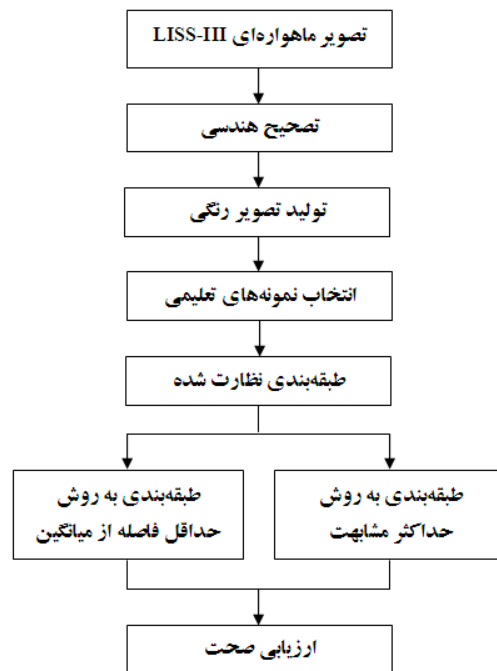 تصویر ماهواره‌ای LISS-III
تصحیح هندسی
تولید تصویر رنگی
انتخاب نمونه‌های تعلیمی
طبقه‌بندی نظارت شده
طبقه‌بندی به روش
حداکثر مشابهت
طبقه‌بندی به روش
حداقل فاصله از میانگین
ارزیابی صحت